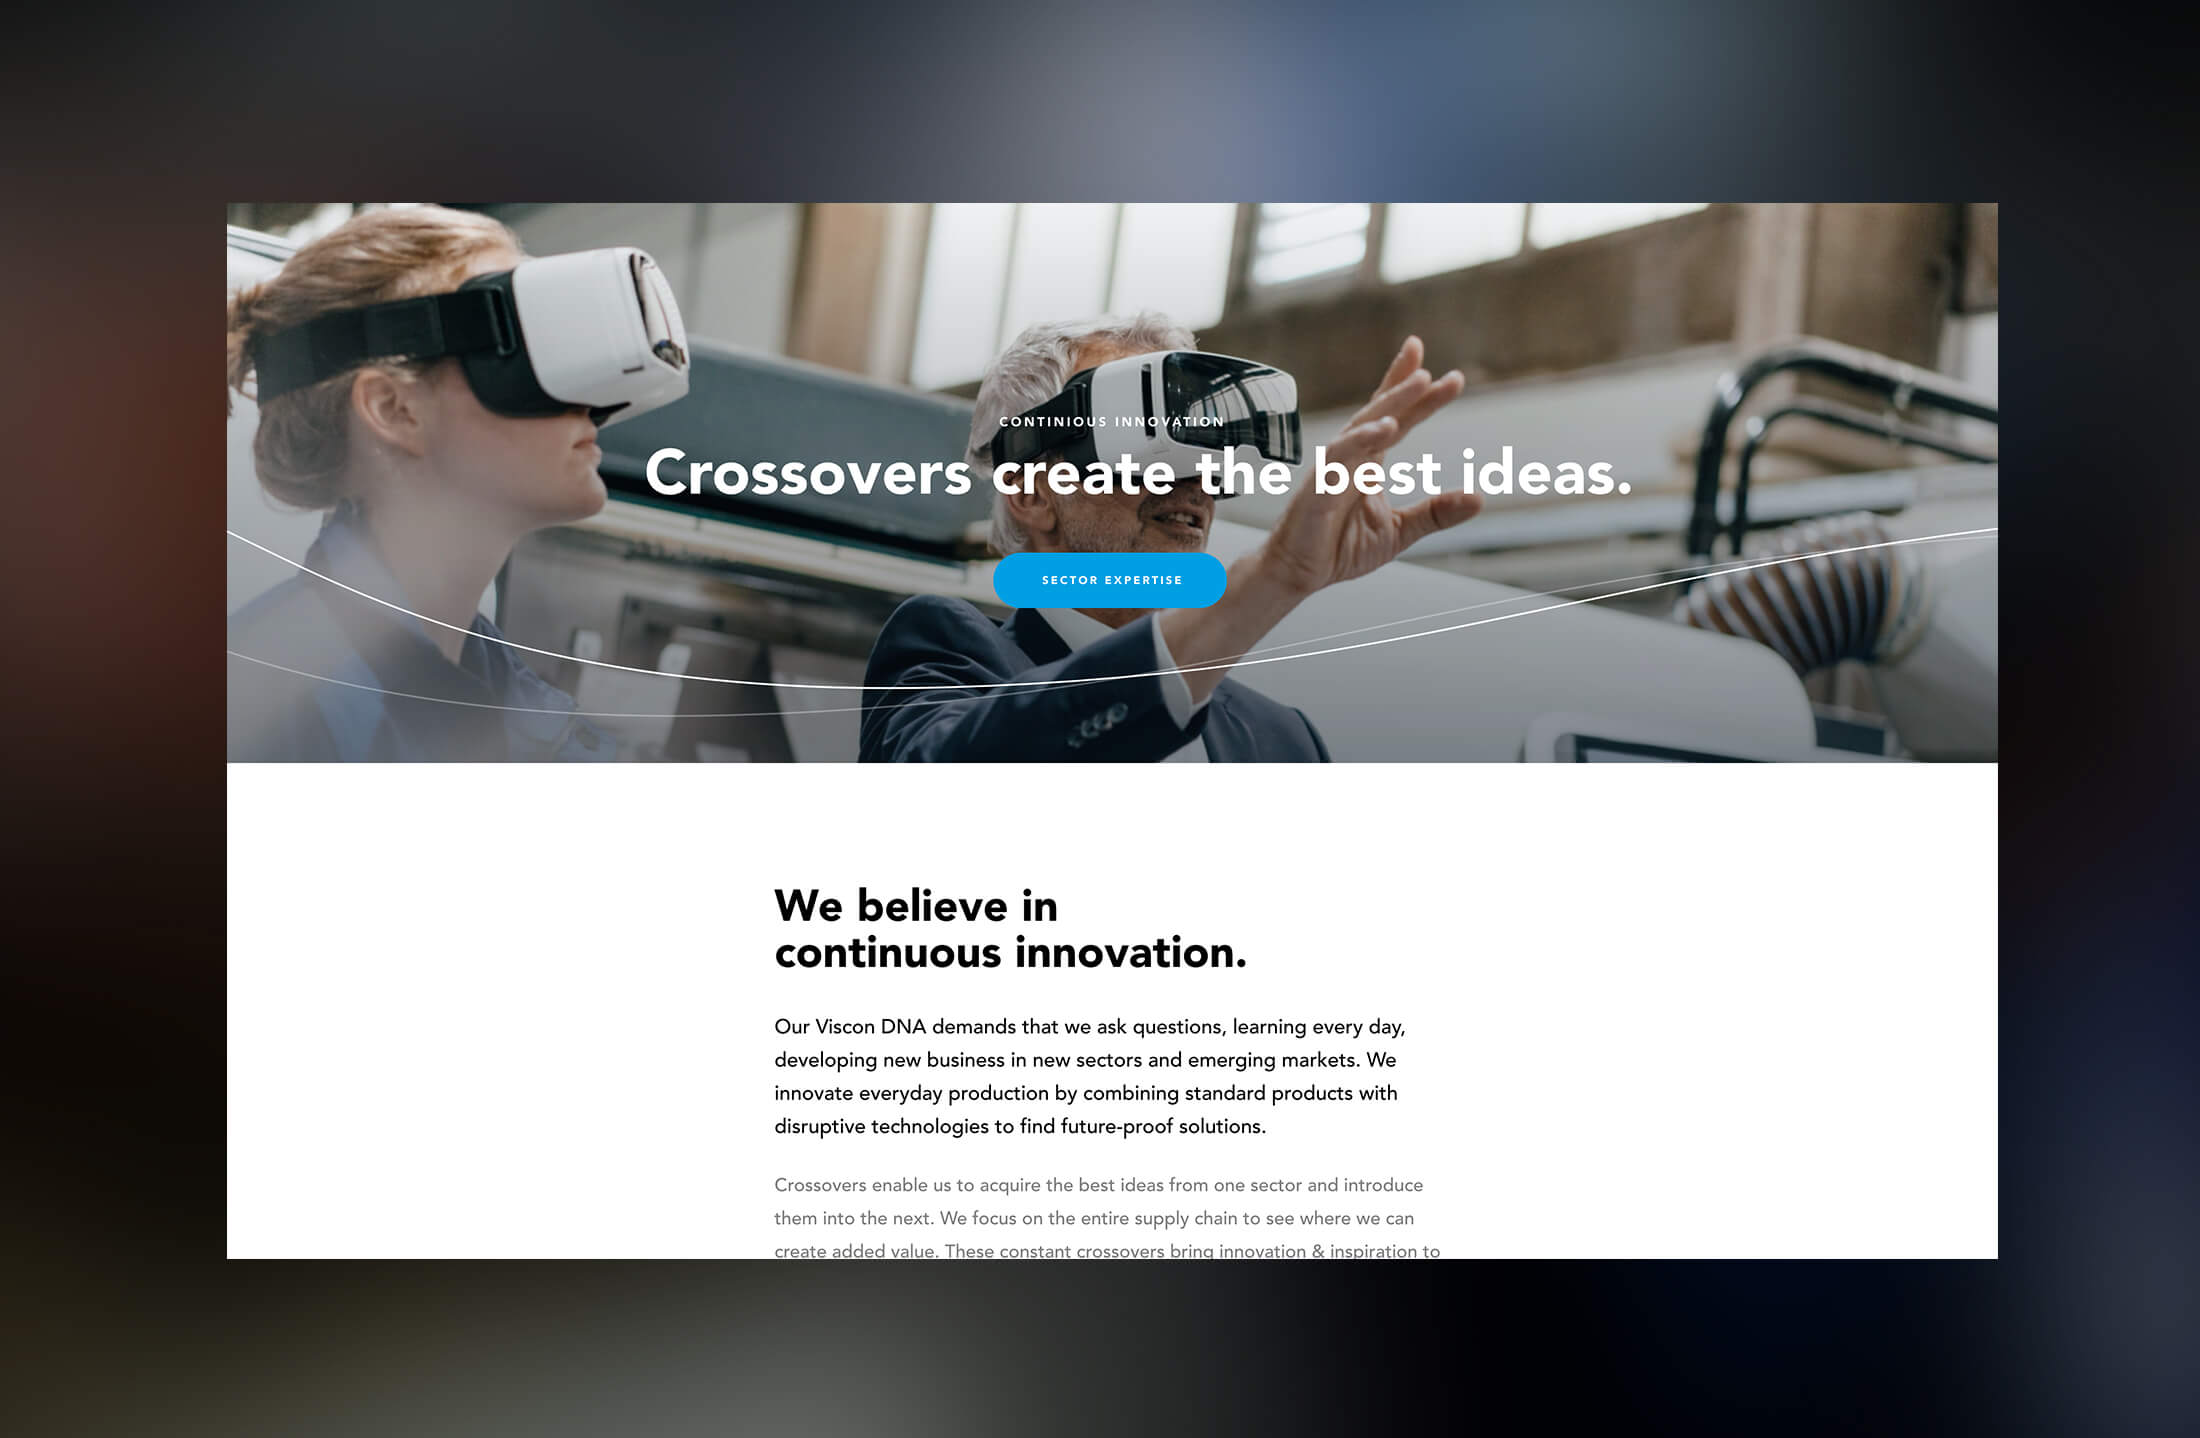 CONTINIOUS INNOVATION
Crossovers create the best ideas.
SECTOR EXPERTISE
We believe in
continuous innovation.
Our Viscon DNA demands that we ask questions, learning every day,
developing new business in new sectors and emerging markets. We
innovate everyday production by combining standard products with
disruptive technologies to find future-proof solutions.
Crossovers enable us to acquire the best ideas from one sector and introduce
them into the next. We focus on the entire supply chain to see where we can
create added value. These constant crossovers bring innovation & inspiration to